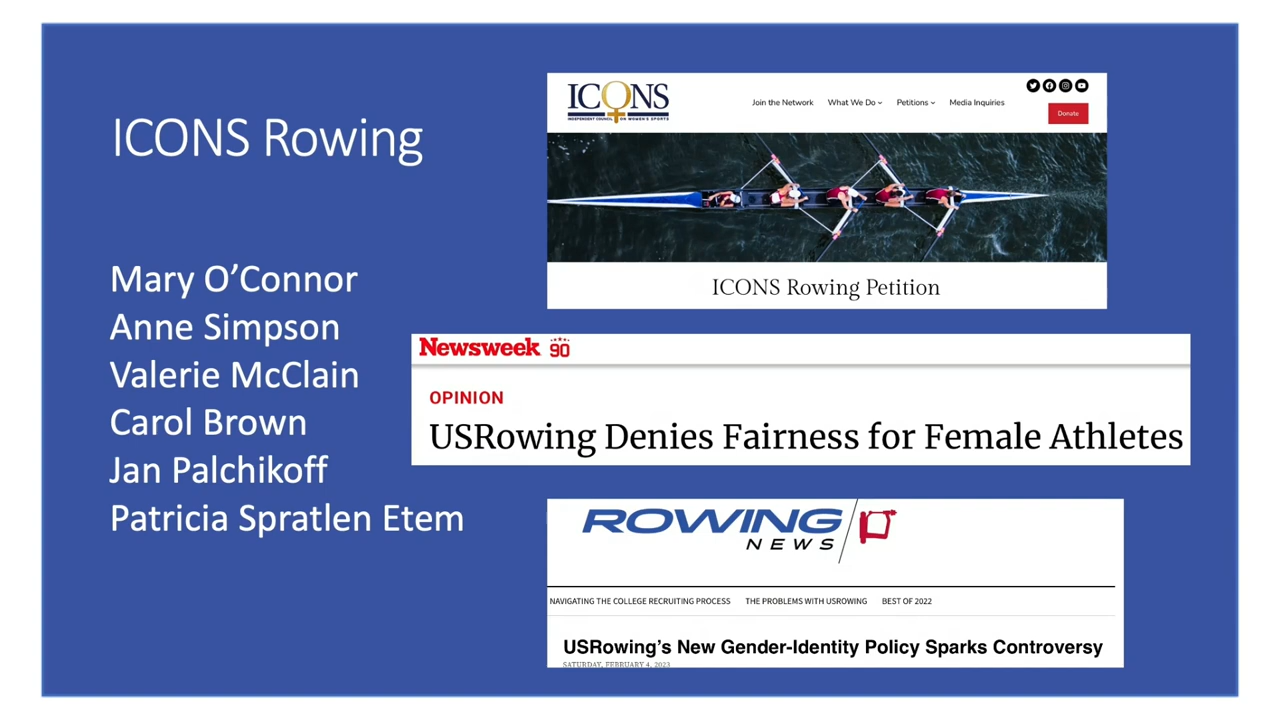 ICONS Rowing
Mary O’Connor
Anne Simpson
Valerie McClain
Carol Brown
Jan Palchikoff
Patricia Spratlen Etem
ICONS
INDEPENDENT COUNCIL ON WOMEN'S SPORTS
Join the Network What We Do Petitions Media Inquiries
Donate
ICONS Rowing Petition
Newsweek 90
OPINION
USRowing Denies Fairness for Female Athletes
ROWING
NEWS
NAVIGATING THE COLLEGE RECRUITING PROCESS THE PROBLEMS WITH USROWING BEST OF 2022
USRowing’s New Gender-Identity Policy Sparks Controversy
SATURDAY, FEBRUARY 4, 2023